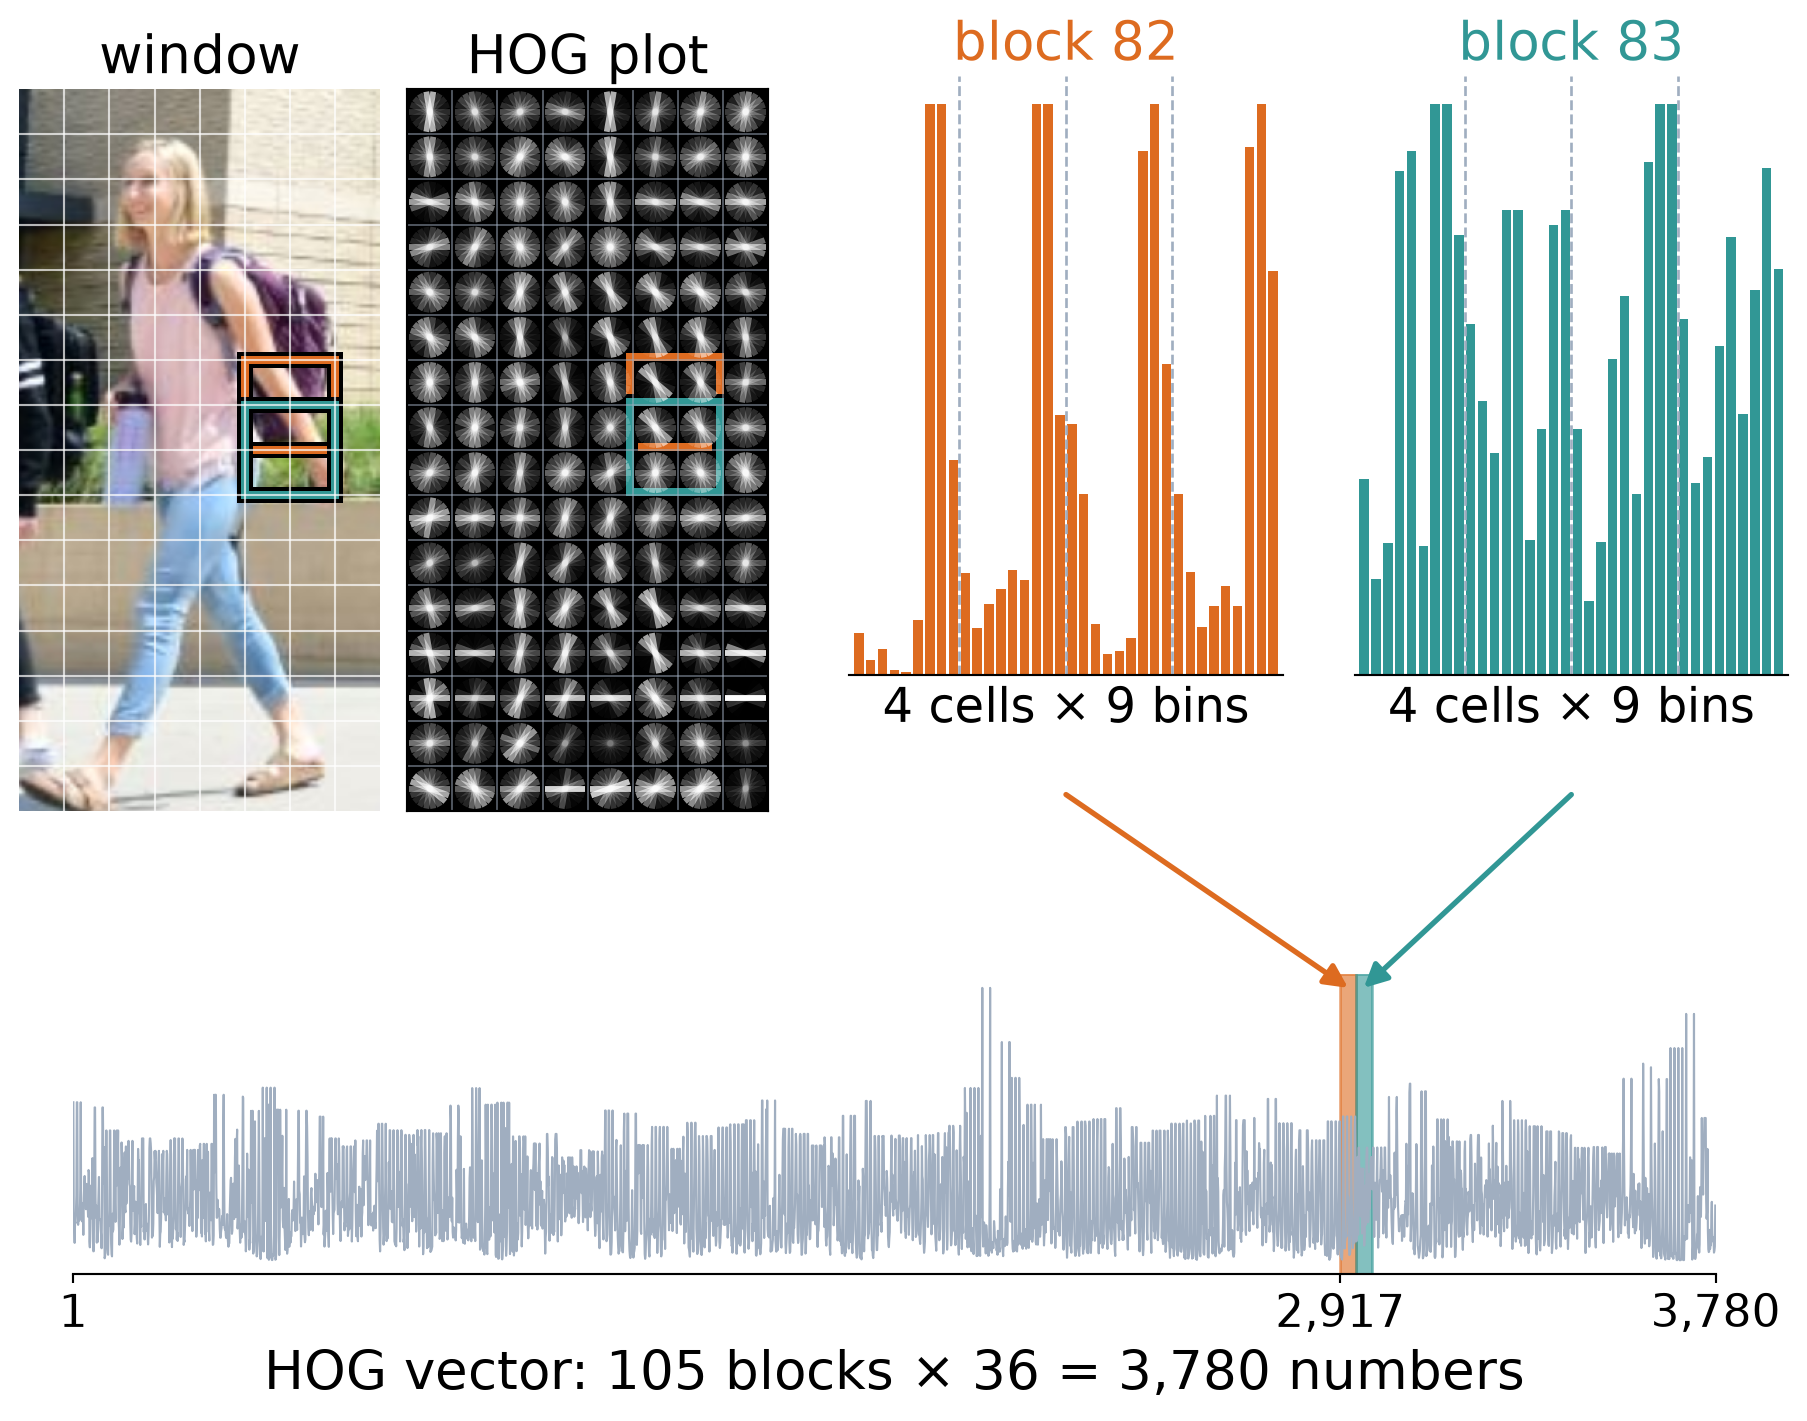 window
HOG plot
block 82
block 83
4 cells × 9 bins
4 cells × 9 bins
1
2,917
3,780
HOG vector: 105 blocks × 36 = 3,780 numbers